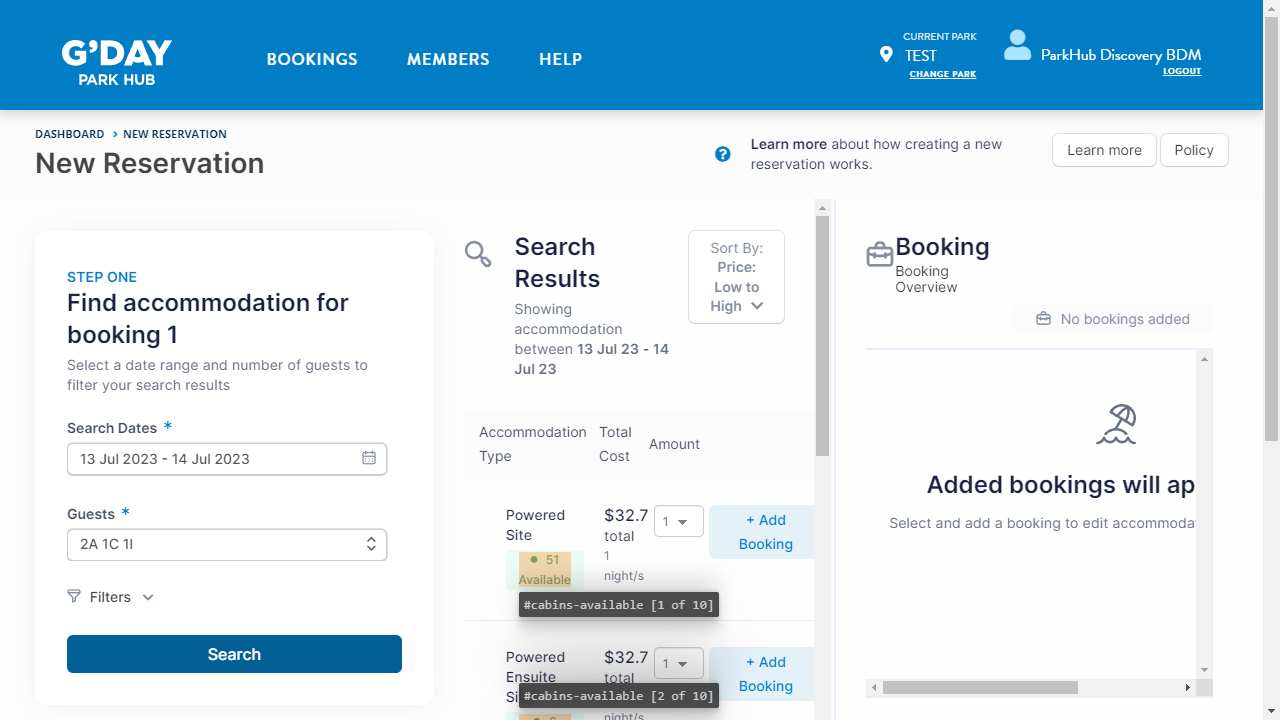 G'DAY
PARK HUB
BOOKINGS
MEMBERS
HELP
CURRENT PARK
TEST
CHANGE PARK
ParkHub Discovery BDM
LOGOUT
DASHBOARD > NEW RESERVATION
New Reservation
Learn more about how creating a new
reservation works.
Learn more
Policy
STEP ONE
Find accommodation for
booking 1
Select a date range and number of guests to
filter your search results
Search Dates *
13 Jul 2023 - 14 Jul 2023
Guests *
2A 1C 1I
Filters
Search
Search
Results
Showing
accommodation
between 13 Jul 23 - 14
Jul 23
Sort By:
Price:
Low to
High
Accommodation
Type
Total
Cost
Amount
Powered
Site
51
Available
$32.7
total
1
night/s
1
+ Add
Booking
#cabins-available [1 of 10]
Powered
Ensuite
$32.7
total
1
+ Add
Booking
#cabins-available [2 of 10]
night/s
Booking
Booking
Overview
No bookings added
Added bookings will ap
Select and add a booking to edit accommoda